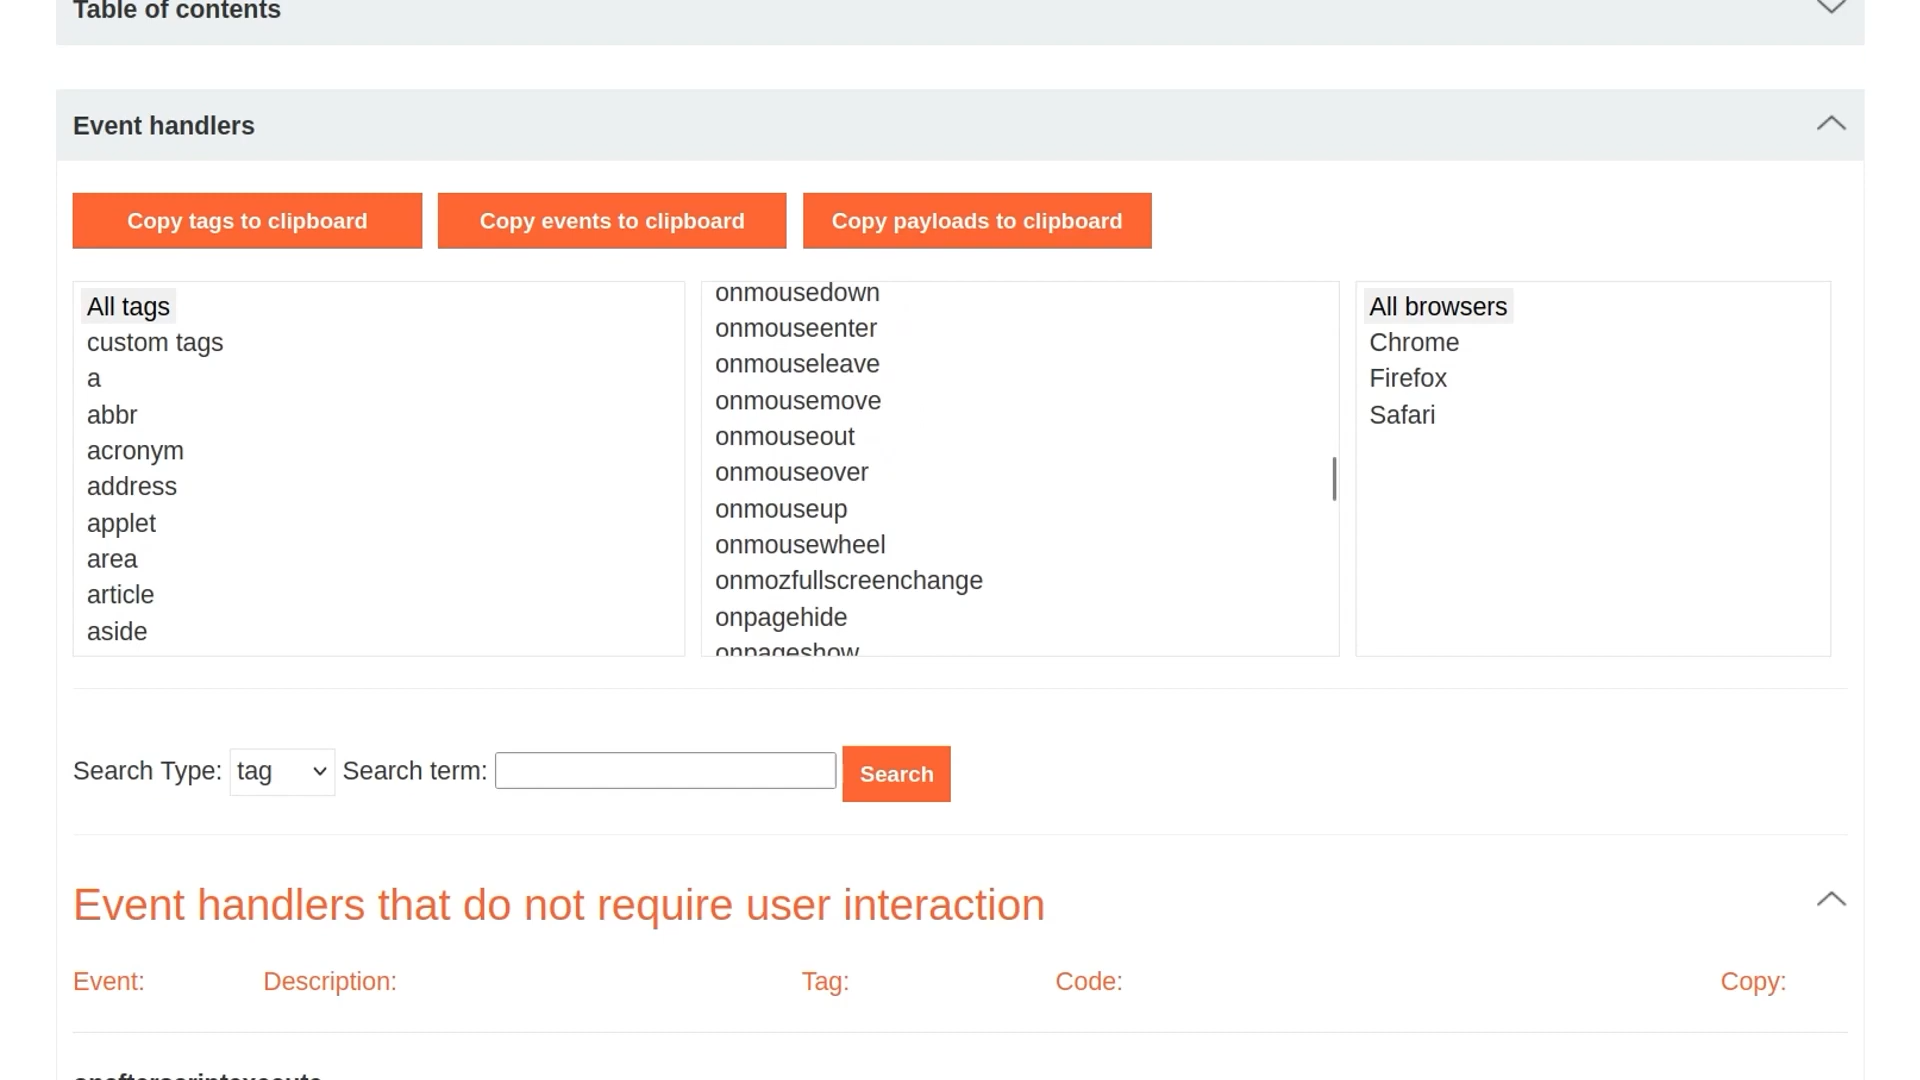 Table of contents
Event handlers
Copy tags to clipboard
Copy events to clipboard
Copy payloads to clipboard
All tags
custom tags
a
abbr
acronym
address
applet
area
article
aside
onmousedown
onmouseenter
onmouseleave
onmousemove
onmouseout
onmouseover
onmouseup
onmousewheel
onmozfullscreenchange
onpagehide
onpageshow
All browsers
Chrome
Firefox
Safari
Search Type: tag Search term: Search
Event handlers that do not require user interaction
Event: Description: Tag: Code: Copy:
onafterscriptexecute